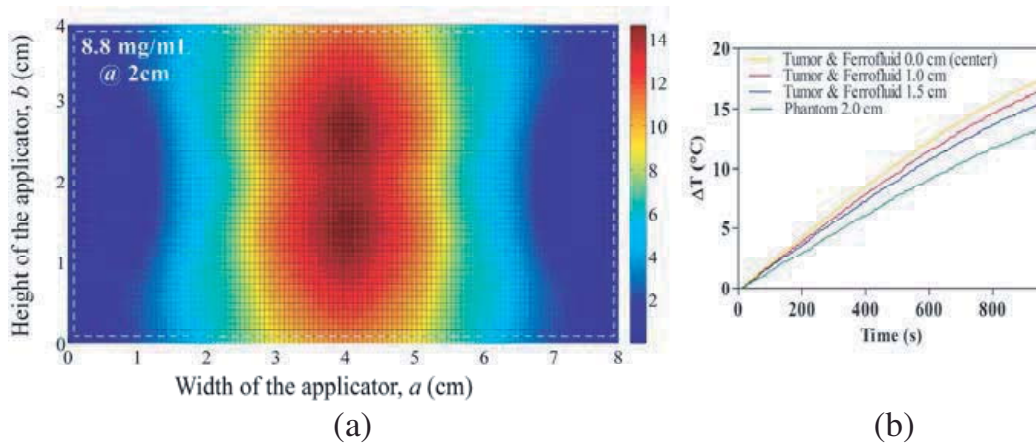 4
3
2
1
0
Height of the applicator, b (cm)
8.8 mg/mL
@ 2cm
0 1 2 3 4 5 6 7 8
Width of the applicator, a (cm)
14
12
10
8
6
4
2
(a)
20
15
10
5
0
ΔT (°C)
Tumor & Ferrofluid 0.0 cm (center)
Tumor & Ferrofluid 1.0 cm
Tumor & Ferrofluid 1.5 cm
Phantom 2.0 cm
0 200 400 600 800
Time (s)
(b)